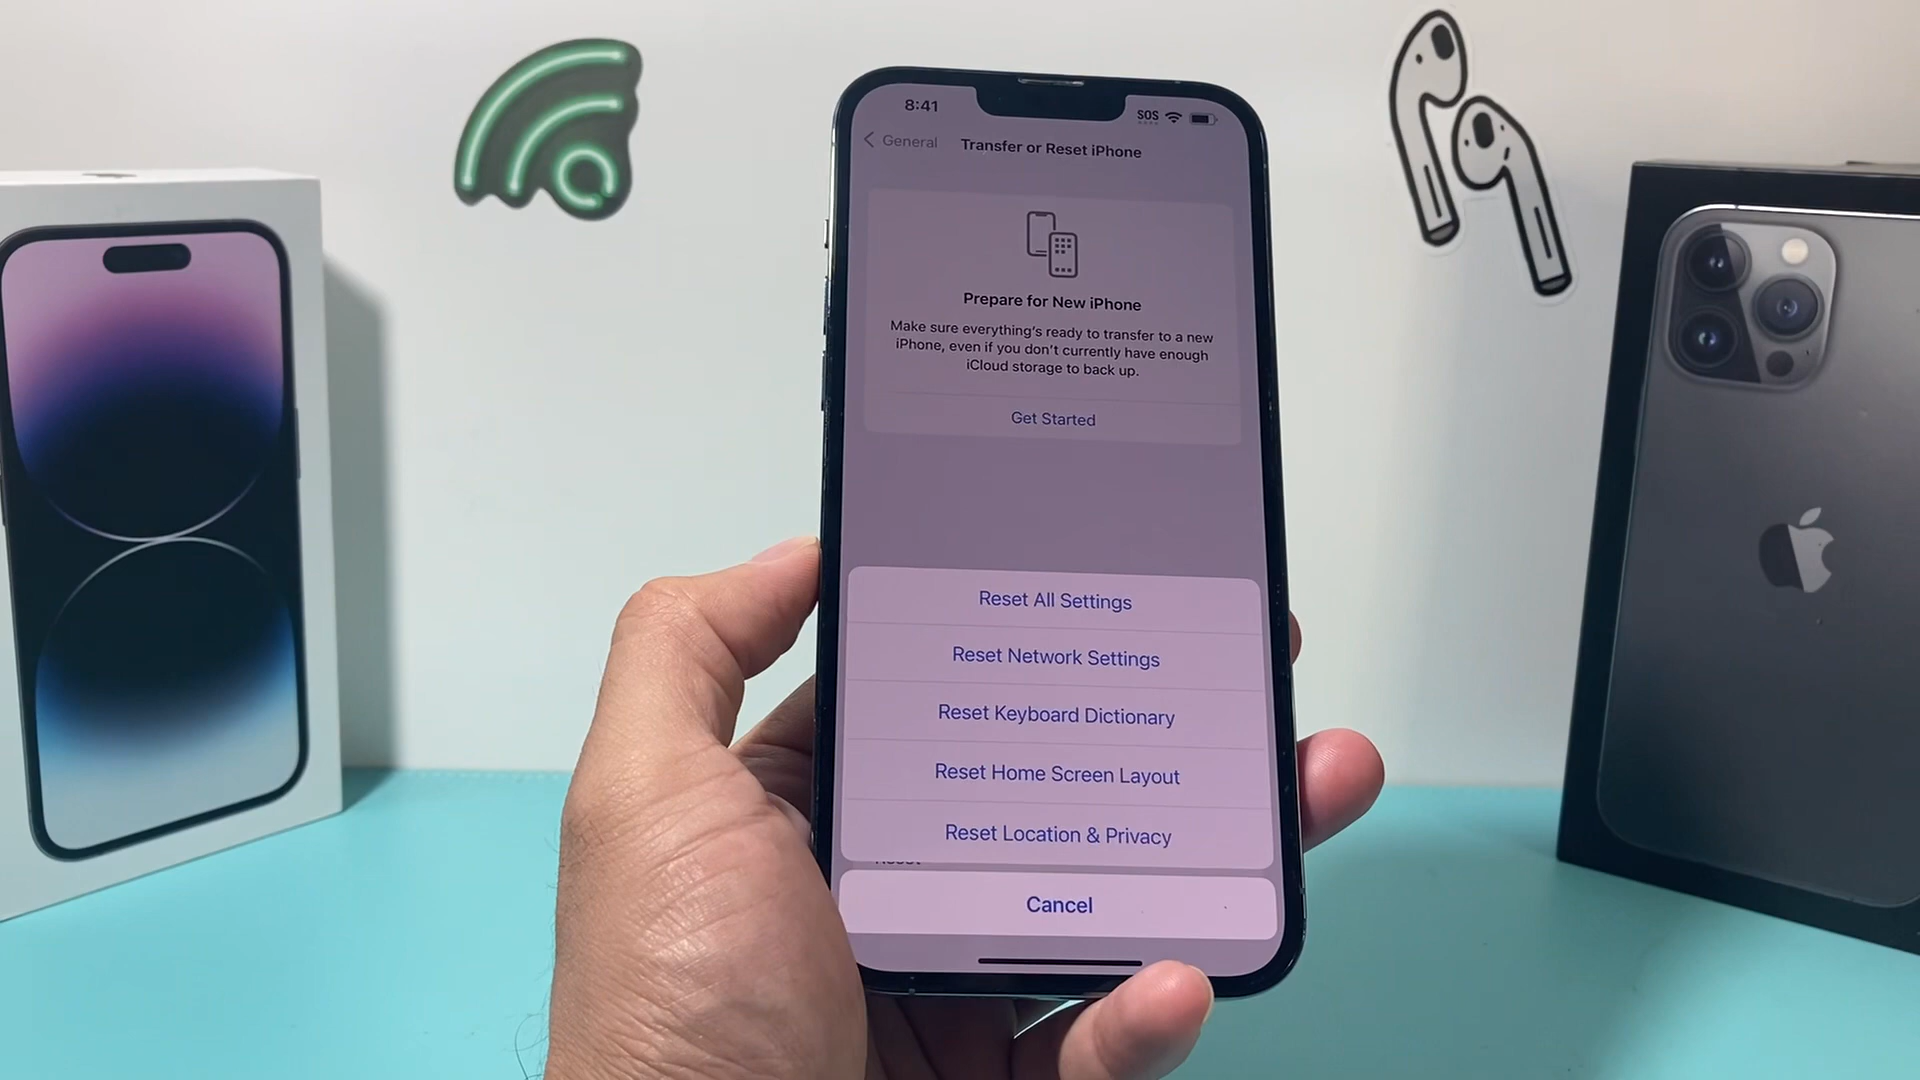 8:41
SOS
General
Transfer or Reset iPhone
Prepare for New iPhone
Make sure everything's ready to transfer to a new
iPhone, even if you don't currently have enough
iCloud storage to back up.
Get Started
Reset All Settings
Reset Network Settings
Reset Keyboard Dictionary
Reset Home Screen Layout
Reset Location & Privacy
Reset
Cancel